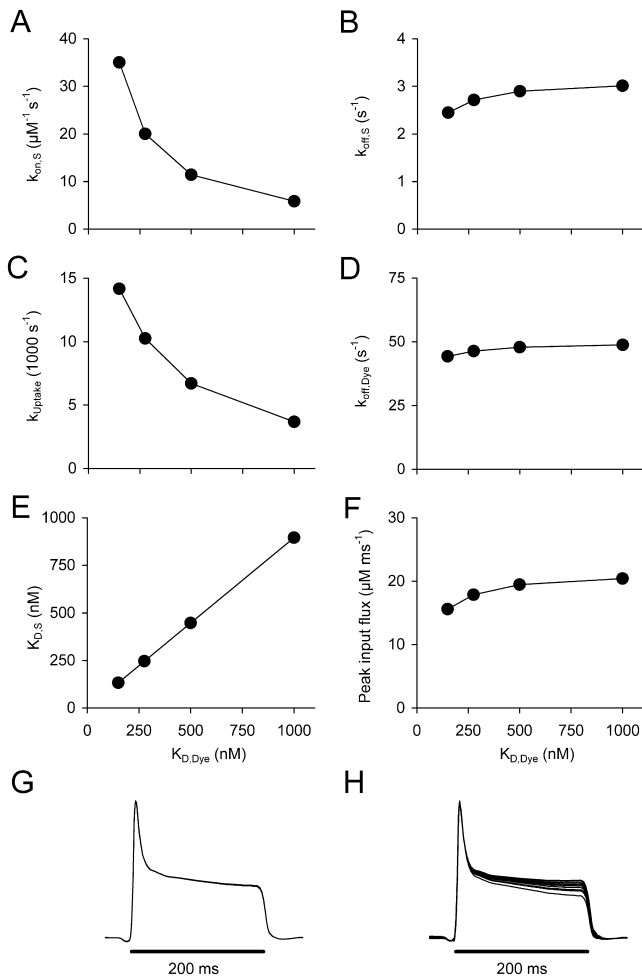 A
40
30
20
10
0
k_on,S (µM⁻¹ s⁻¹)
B
4
3
2
1
0
k_off,S (s⁻¹)
C
15
10
5
0
k_Uptake (1000 s⁻¹)
D
75
50
25
0
k_off,Dye (s⁻¹)
E
1000
750
500
250
0
K_D,S (nM)
0 250 500 750 1000
K_D,Dye (nM)
F
30
20
10
0
Peak input flux (µM ms⁻¹)
0 250 500 750 1000
K_D,Dye (nM)
G
200 ms
H
200 ms